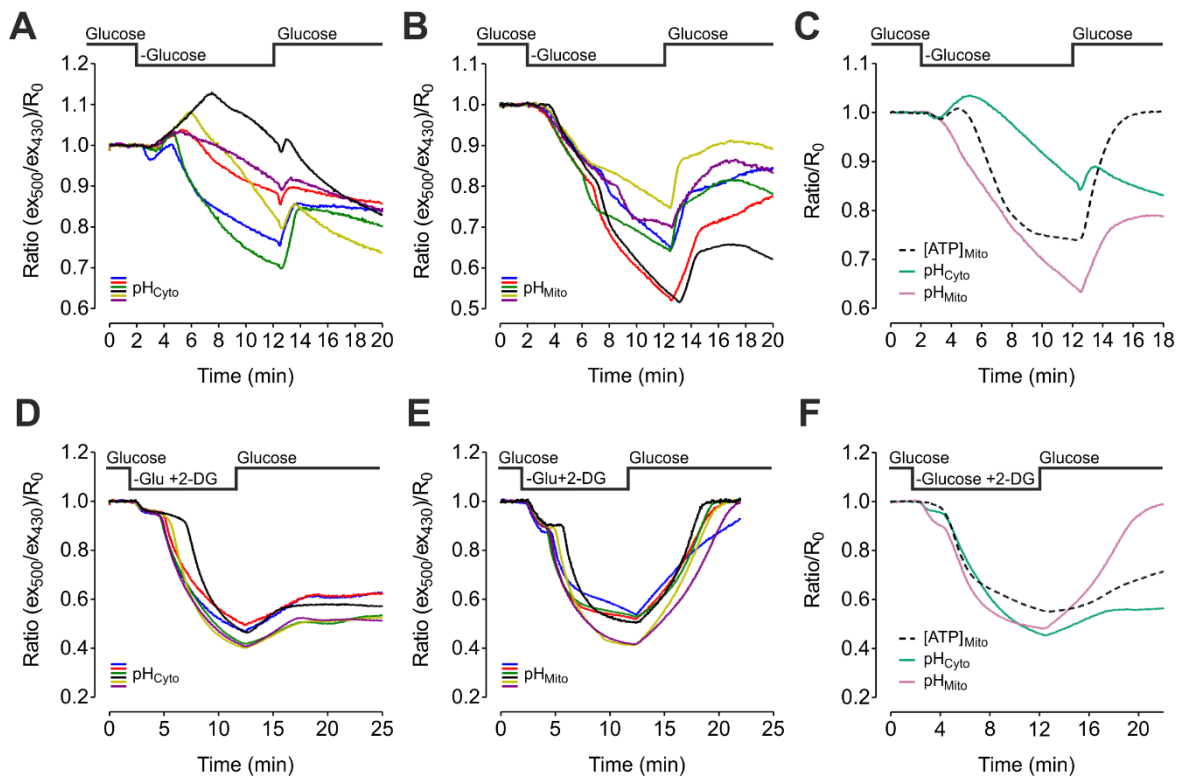 A
Glucose
-Glucose
Glucose
Ratio (ex500/ex430)/R0
1.2
1.1
1.0
0.9
0.8
0.7
0.6
pHCyto
0 2 4 6 8 10 12 14 16 18 20
Time (min)
B
Glucose
-Glucose
Glucose
Ratio (ex500/ex430)/R0
1.1
1.0
0.9
0.8
0.7
0.6
0.5
pHMito
0 2 4 6 8 10 12 14 16 18 20
Time (min)
C
Glucose
-Glucose
Glucose
Ratio/R0
1.1
1.0
0.9
0.8
0.7
0.6
[ATP]Mito
pHCyto
pHMito
0 2 4 6 8 10 12 14 16 18
Time (min)
D
Glucose
-Glu +2-DG
Glucose
Ratio (ex500/ex430)/R0
1.2
1.0
0.8
0.6
0.4
0.2
pHCyto
0 5 10 15 20 25
Time (min)
E
Glucose
-Glu+2-DG
Glucose
Ratio (ex500/ex430)/R0
1.2
1.0
0.8
0.6
0.4
0.2
pHMito
0 5 10 15 20 25
Time (min)
F
Glucose
-Glucose +2-DG
Glucose
Ratio/R0
1.2
1.0
0.8
0.6
0.4
0.2
[ATP]Mito
pHCyto
pHMito
0 4 8 12 16 20
Time (min)